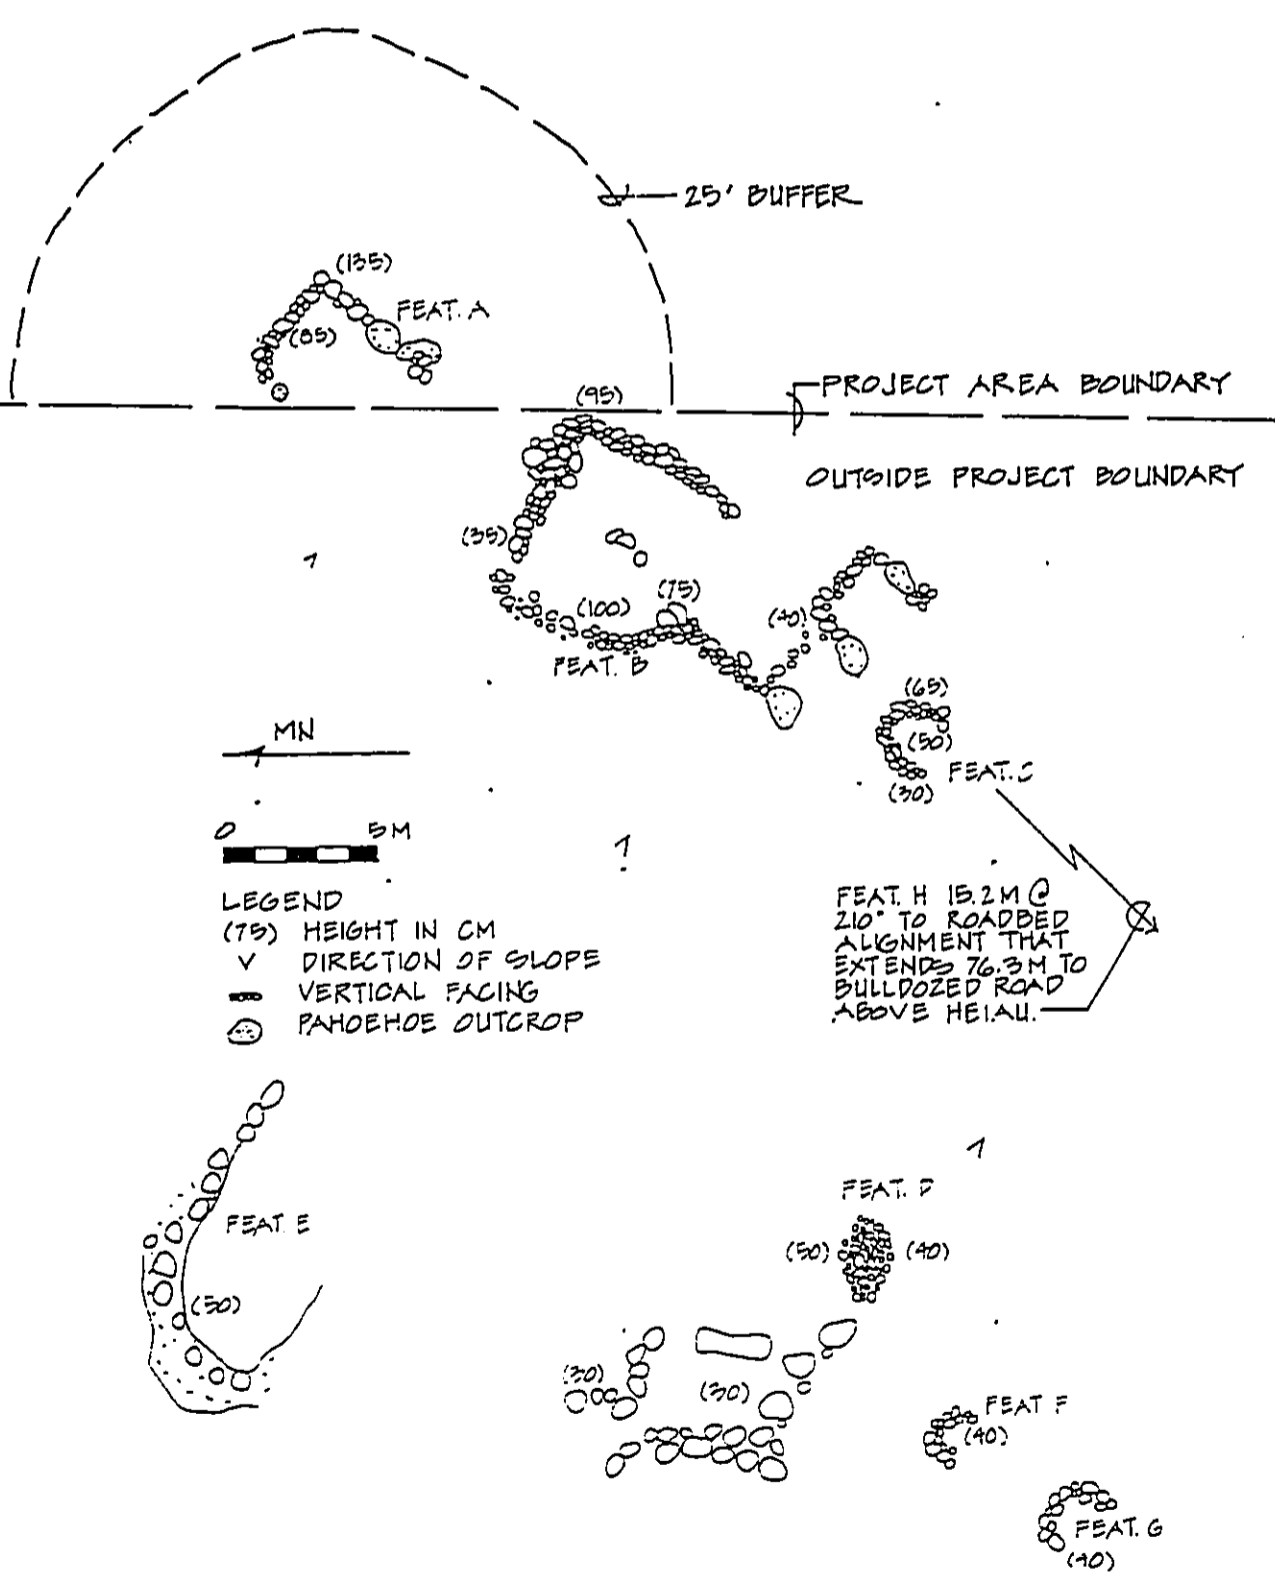 25' BUFFER
(135)
FEAT. A
(85)
PROJECT AREA BOUNDARY
(95)
OUTSIDE PROJECT BOUNDARY
(35)
(75)
(100)
(40)
FEAT. B
(65)
MN
(50)
FEAT. C
(30)
0 5M
LEGEND
(75) HEIGHT IN CM
V DIRECTION OF SLOPE
VERTICAL FACING
PAHOEHOE OUTCROP
FEAT. H 15.2M @
210° TO ROADBED
ALIGNMENT THAT
EXTENDS 76.3M TO
BULLDOZED ROAD
ABOVE HEIAU.
FEAT. D
FEAT. E
(50) (40)
(50)
(30)
(30)
FEAT F
(40)
FEAT. G
(40)